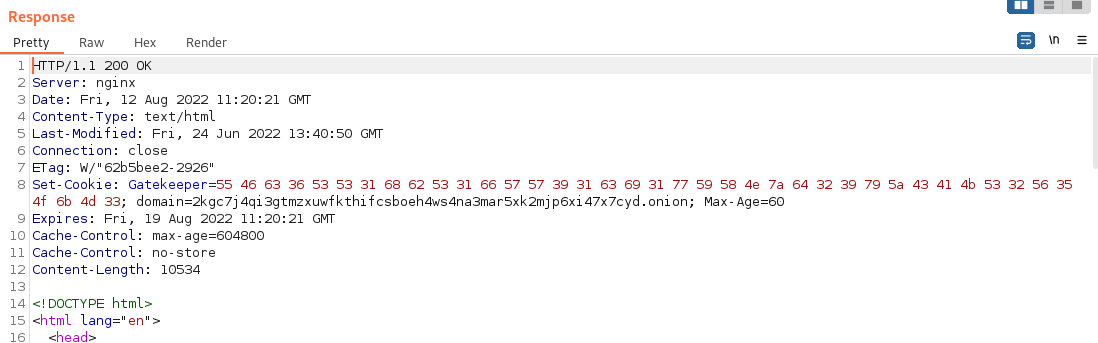 Response
Pretty Raw Hex Render \n
1 HTTP/1.1 200 OK
2 Server: nginx
3 Date: Fri, 12 Aug 2022 11:20:21 GMT
4 Content-Type: text/html
5 Last-Modified: Fri, 24 Jun 2022 13:40:50 GMT
6 Connection: close
7 ETag: W/"62b5bee2-2926"
8 Set-Cookie: Gatekeeper=55 46 63 36 53 53 31 68 62 53 31 66 57 57 39 31 63 69 31 77 59 58 4e 7a 64 32 39 79 5a 43 41 4b 53 32 56 35
4f 6b 4d 33; domain=2kgc7j4qi3gtmzxuwfkthifcsboeh4ws4na3mar5xk2mjp6xi47x7cyd.onion; Max-Age=60
9 Expires: Fri, 19 Aug 2022 11:20:21 GMT
10 Cache-Control: max-age=604800
11 Cache-Control: no-store
12 Content-Length: 10534
13
14 <!DOCTYPE html>
15 <html lang="en">
16 <head>